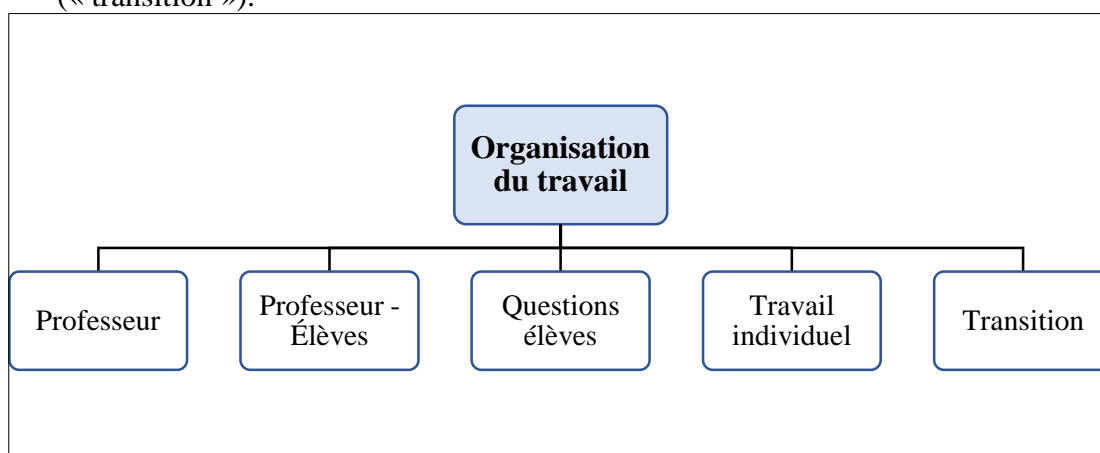 (« transition »).
Organisation
du travail
Professeur
Professeur -
Élèves
Questions
élèves
Travail
individuel
Transition